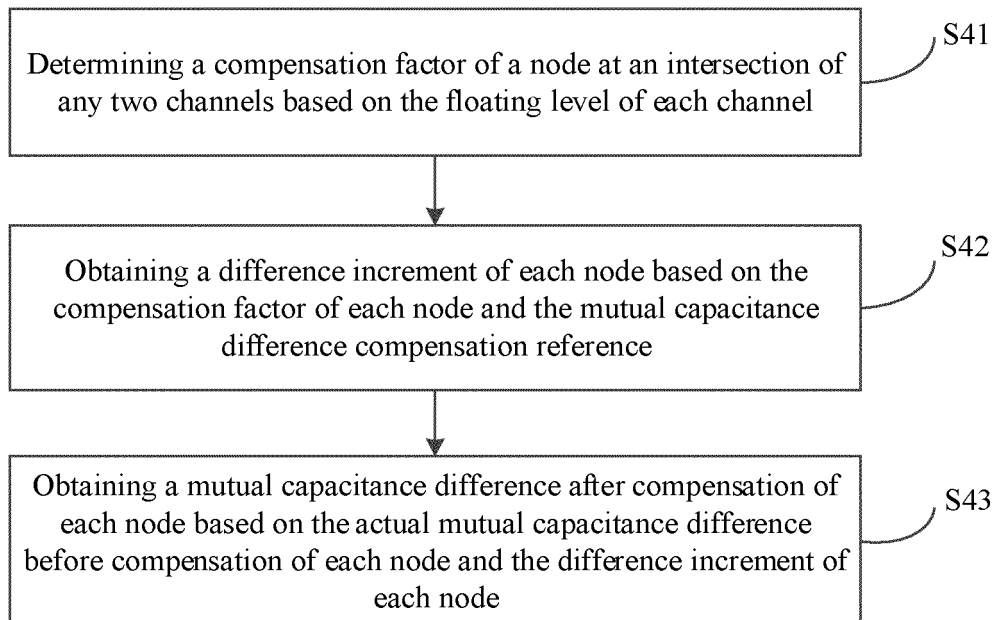 Determining a compensation factor of a node at an intersection of
any two channels based on the floating level of each channel
S41
Obtaining a difference increment of each node based on the
compensation factor of each node and the mutual capacitance
difference compensation reference
S42
Obtaining a mutual capacitance difference after compensation of
each node based on the actual mutual capacitance difference
before compensation of each node and the difference increment of
each node
S43